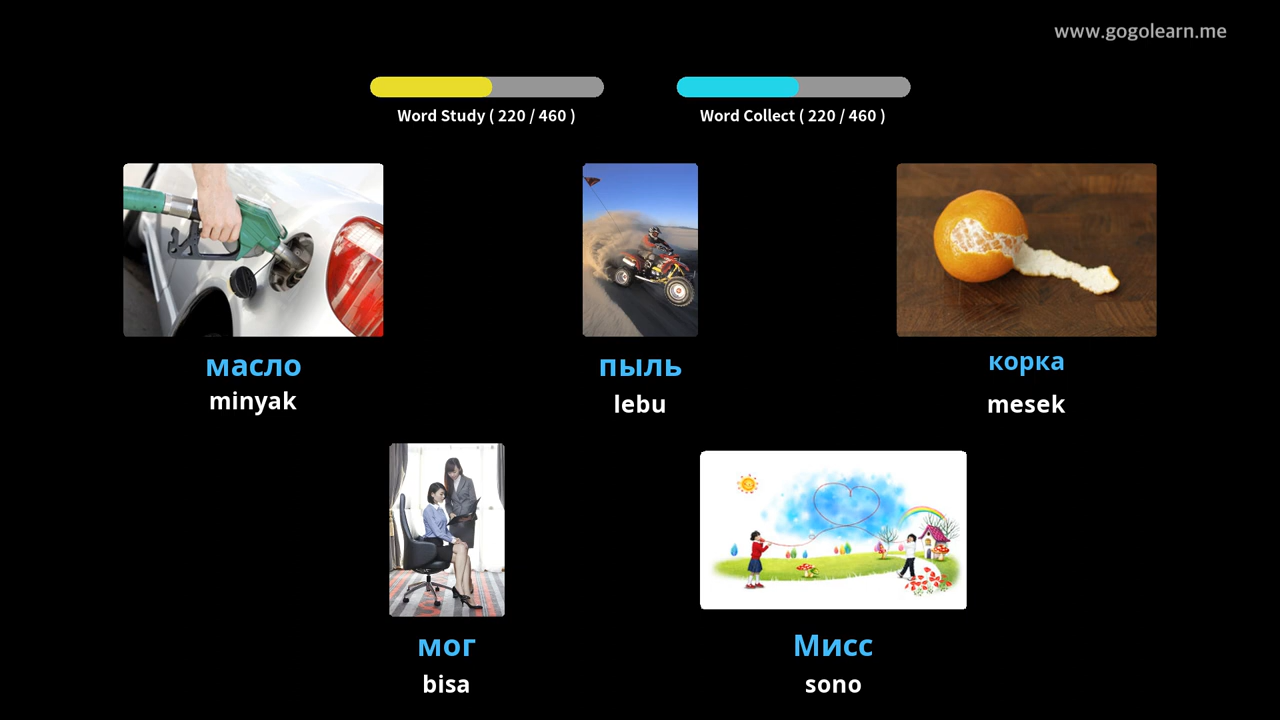 www.gogolearn.me
Word Study ( 220 / 460 )
Word Collect ( 220 / 460 )
масло
minyak
пыль
lebu
корка
mesek
мог
bisa
Мисс
sono